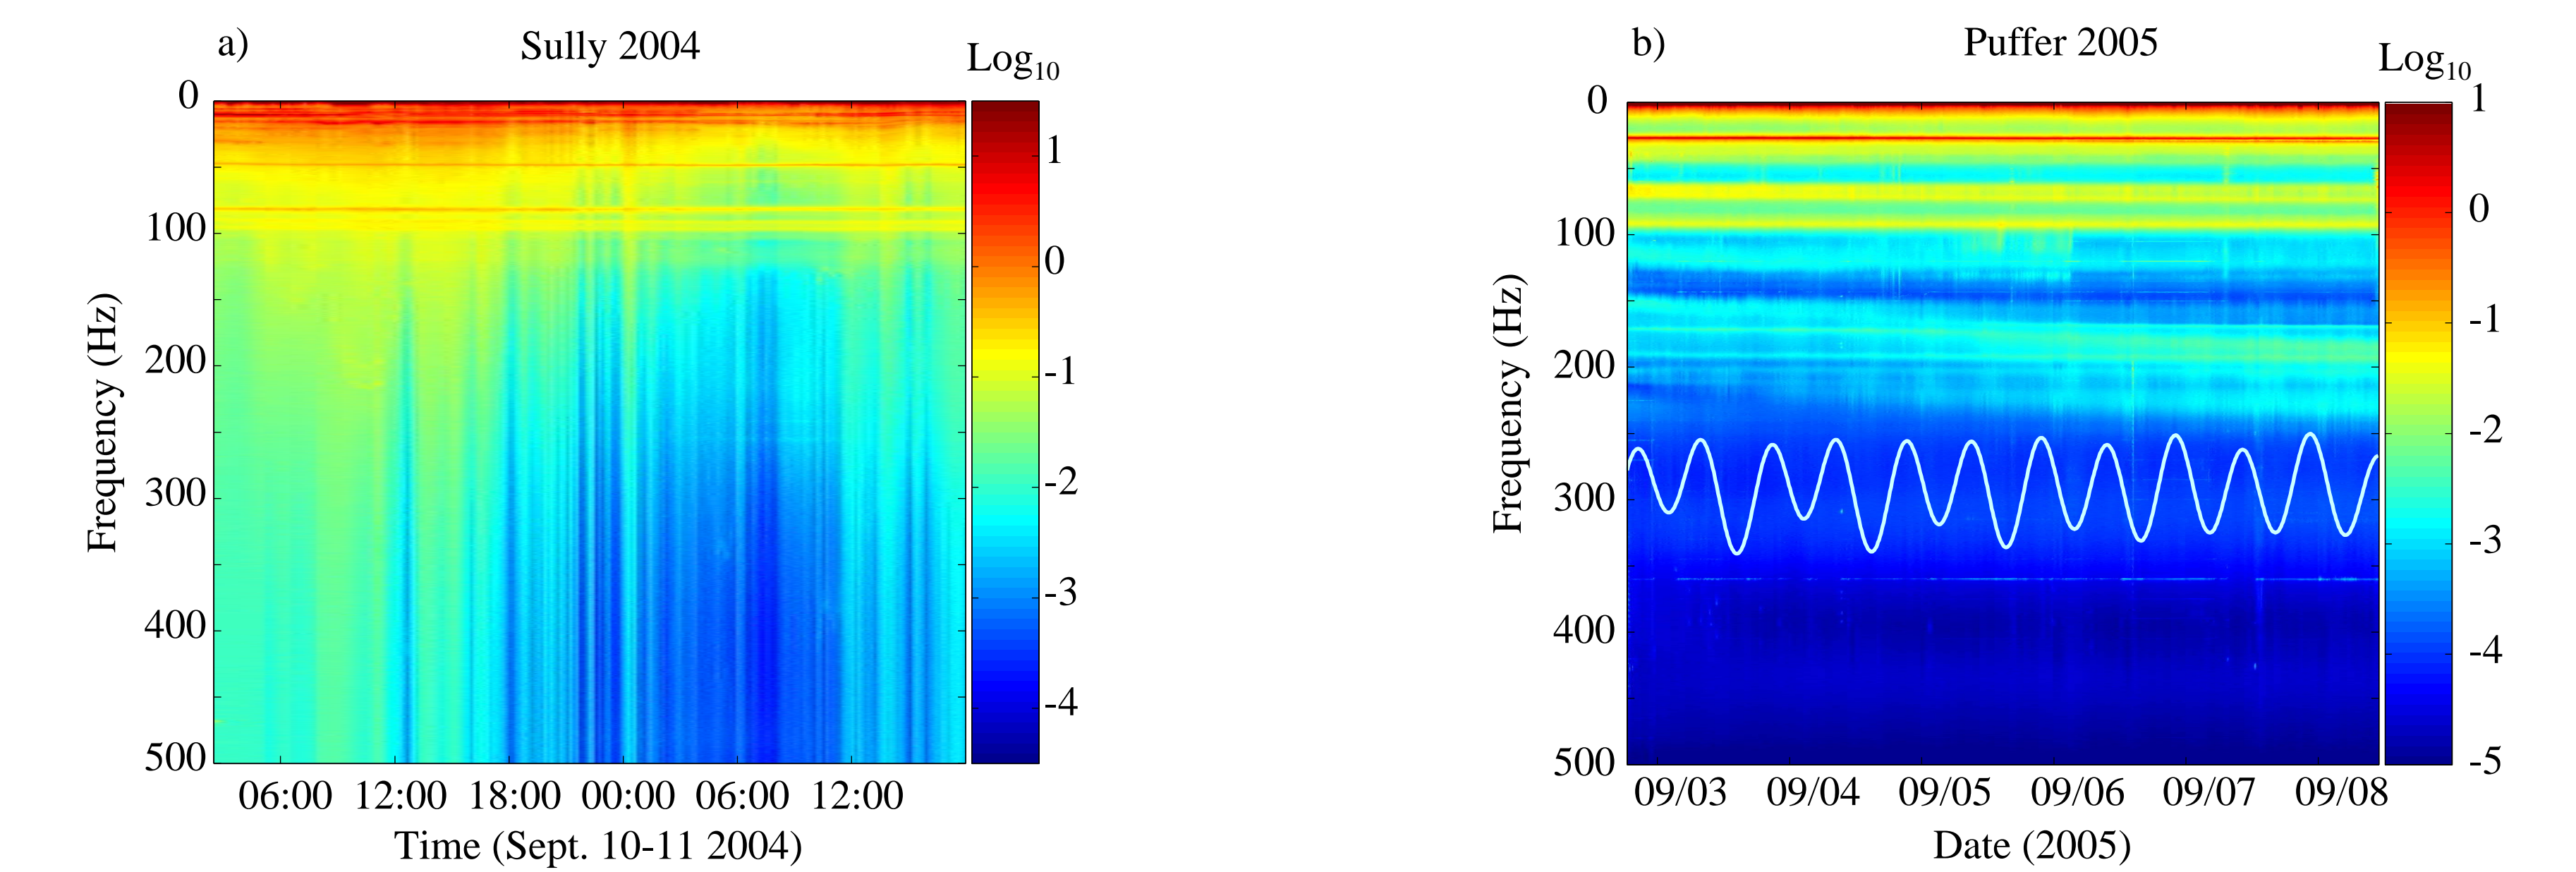 a)
Sully 2004
Log10
0
100
200
300
400
500
Frequency (Hz)
06:00 12:00 18:00 00:00 06:00 12:00
Time (Sept. 10-11 2004)
1
0
-1
-2
-3
-4
b)
Puffer 2005
Log10
0
100
200
300
400
500
Frequency (Hz)
09/03 09/04 09/05 09/06 09/07 09/08
Date (2005)
1
0
-1
-2
-3
-4
-5